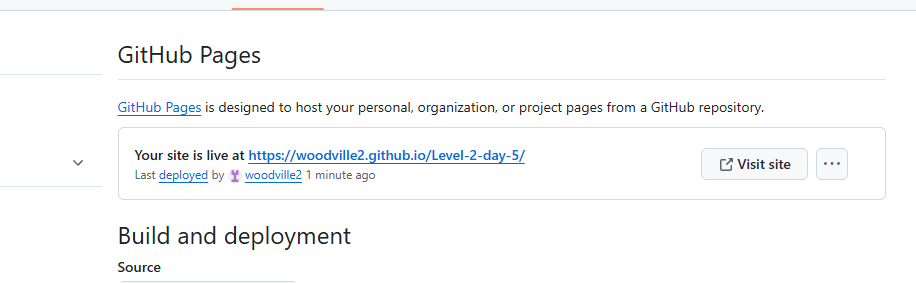 GitHub Pages
GitHub Pages is designed to host your personal, organization, or project pages from a GitHub repository.
Your site is live at https://woodville2.github.io/Level-2-day-5/
Last deployed by woodville2 1 minute ago
Visit site
Build and deployment
Source